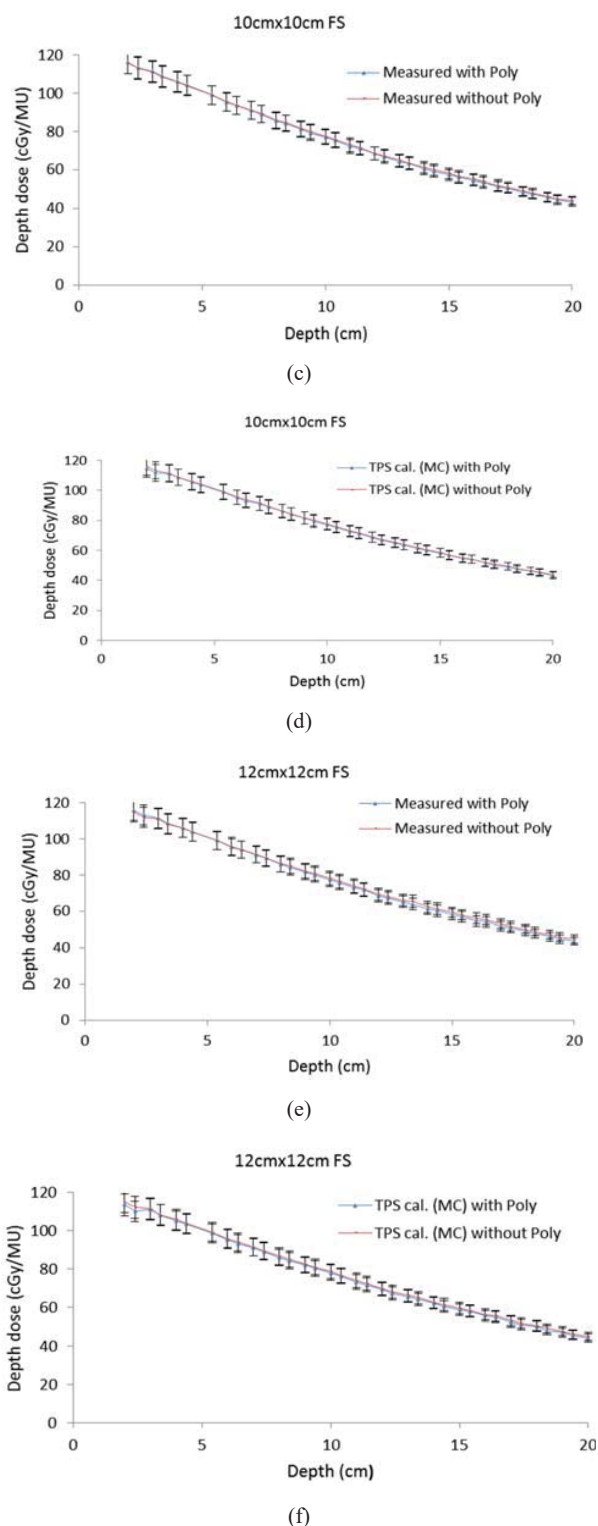 10cmx10cm FS
Measured with Poly
Measured without Poly
Depth dose (cGy/MU)
120
100
80
60
40
20
0
0 5 10 15 20
Depth (cm)
(c)
10cmx10cm FS
TPS cal. (MC) with Poly
TPS cal. (MC) without Poly
Depth dose (cGy/MU)
120
100
80
60
40
20
0
0 5 10 15 20
Depth (cm)
(d)
12cmx12cm FS
Measured with Poly
Measured without Poly
Depth dose (cGy/MU)
120
100
80
60
40
20
0
0 5 10 15 20
Depth (cm)
(e)
12cmx12cm FS
TPS cal. (MC) with Poly
TPS cal. (MC) without Poly
Depth dose (cGy/MU)
120
100
80
60
40
20
0
0 5 10 15 20
Depth (cm)
(f)